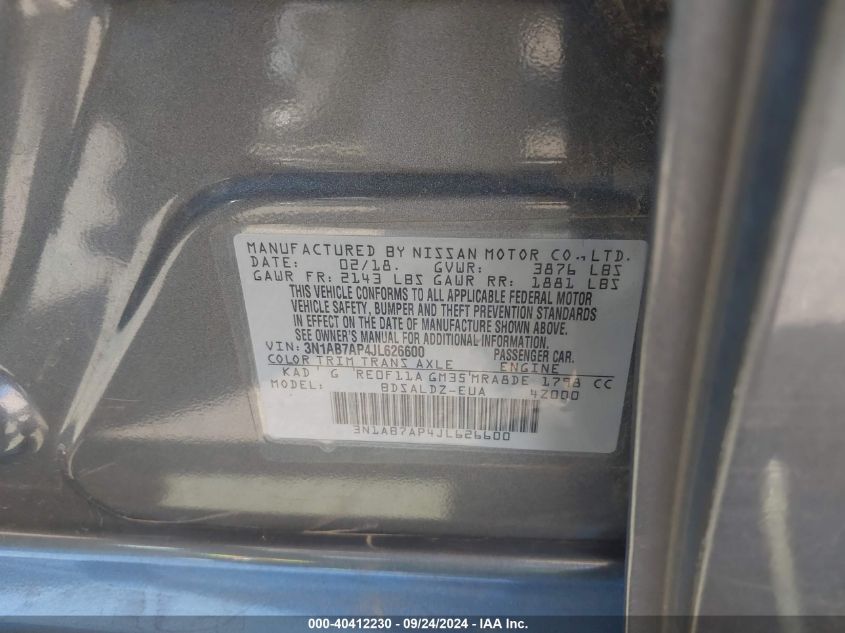 MANUFACTURED BY NISSAN MOTOR CO., LTD.
DATE: 02/18. GVWR: 3876 LBS
GAWR FR: 2143 LBS GAWR RR: 1881 LBS
THIS VEHICLE CONFORMS TO ALL APPLICABLE FEDERAL MOTOR
VEHICLE SAFETY, BUMPER AND THEFT PREVENTION STANDARDS
IN EFFECT ON THE DATE OF MANUFACTURE SHOWN ABOVE.
SEE OWNER'S MANUAL FOR ADDITIONAL INFORMATION.
VIN: 3N1AB7AP4JL626600 PASSENGER CAR.
COLOR TRIM TRANS AXLE ENGINE
KAD G RE0F11A GM35 MRA8DE 1798 CC
MODEL: BDSALDZ-EUA 4Z000
3N1AB7AP4JL626600
000-40412230 - 09/24/2024 - IAA Inc.